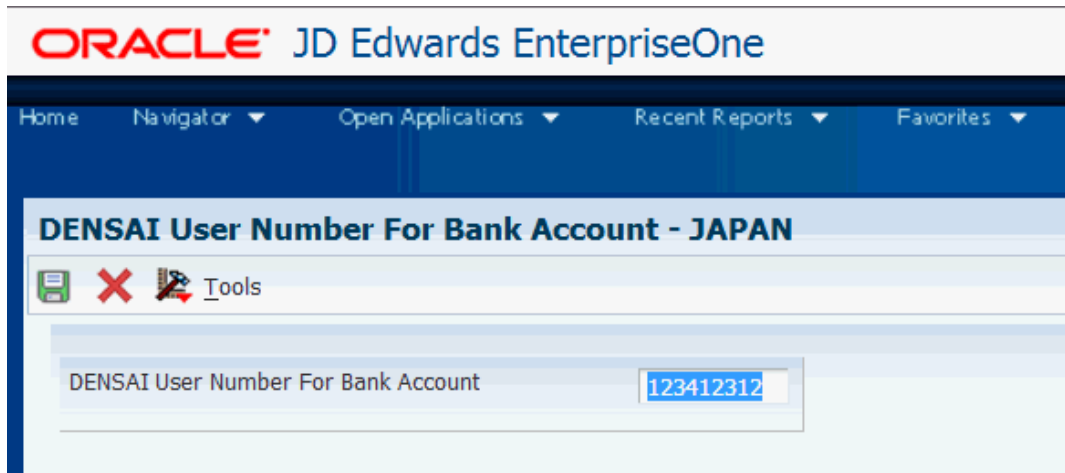 ORACLE JD Edwards EnterpriseOne
Home Navigator Open Applications Recent Reports Favorites
DENSAI User Number For Bank Account - JAPAN
Tools
DENSAI User Number For Bank Account 123412312